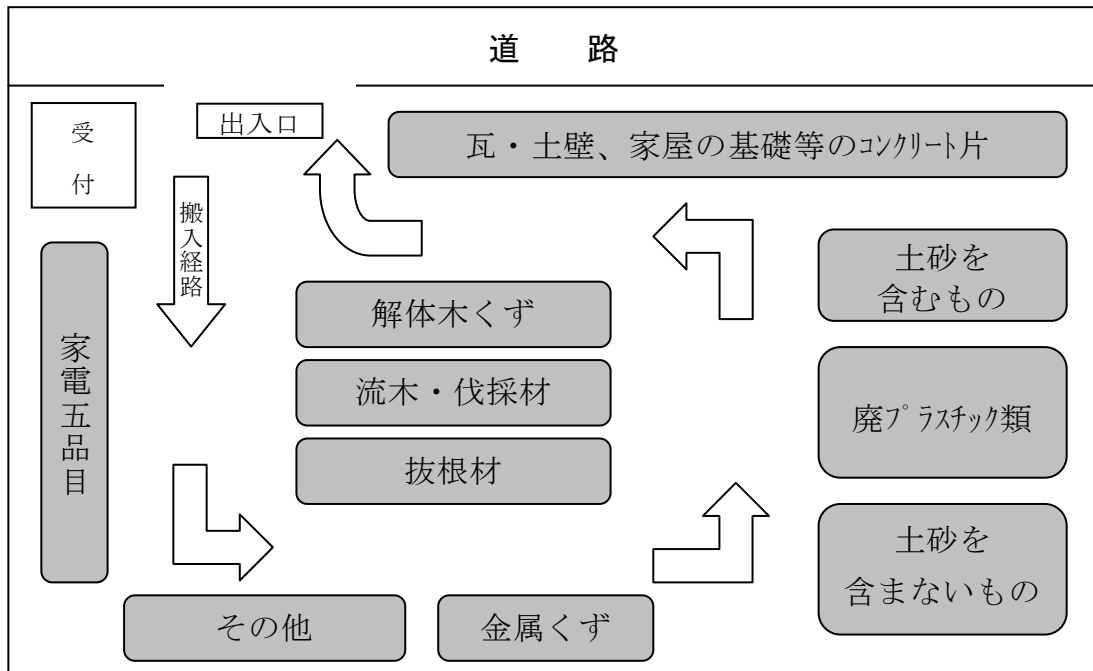 道　路
受
付
出入口
瓦・土壁、家屋の基礎等のｺﾝｸﾘｰﾄ片
搬入経路
土砂を
含むもの
解体木くず
家電五品目
流木・伐採材
廃ﾌﾟﾗｽﾁｯｸ類
抜根材
土砂を
含まないもの
その他
金属くず